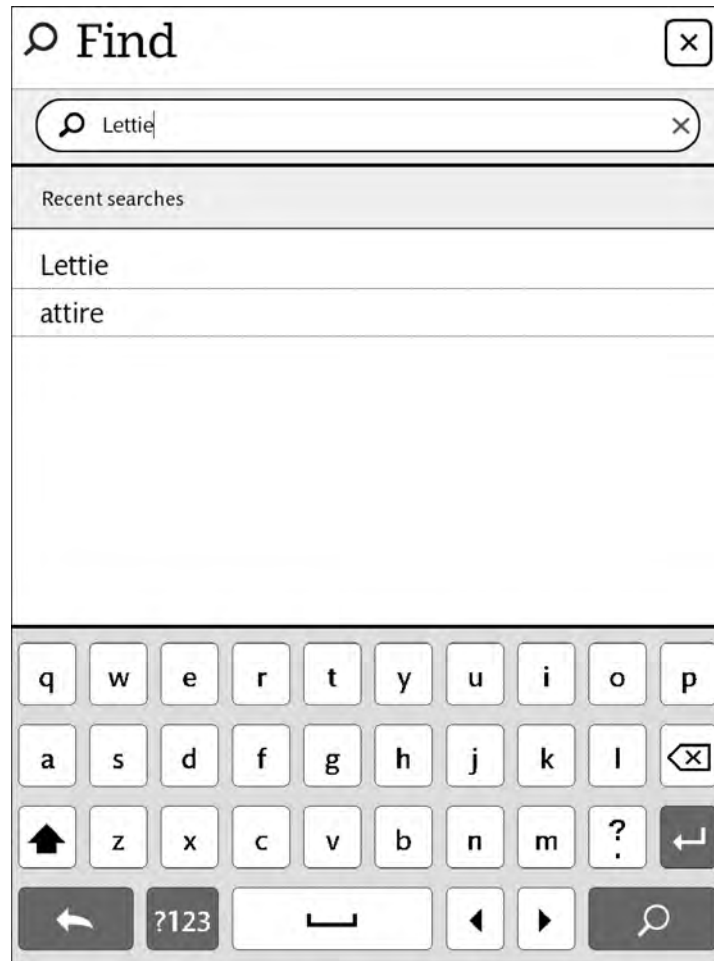 Find
Lettie
Recent searches
Lettie
attire
q w e r t y u i o p
a s d f g h j k l
z x c v b n m ? .
?123